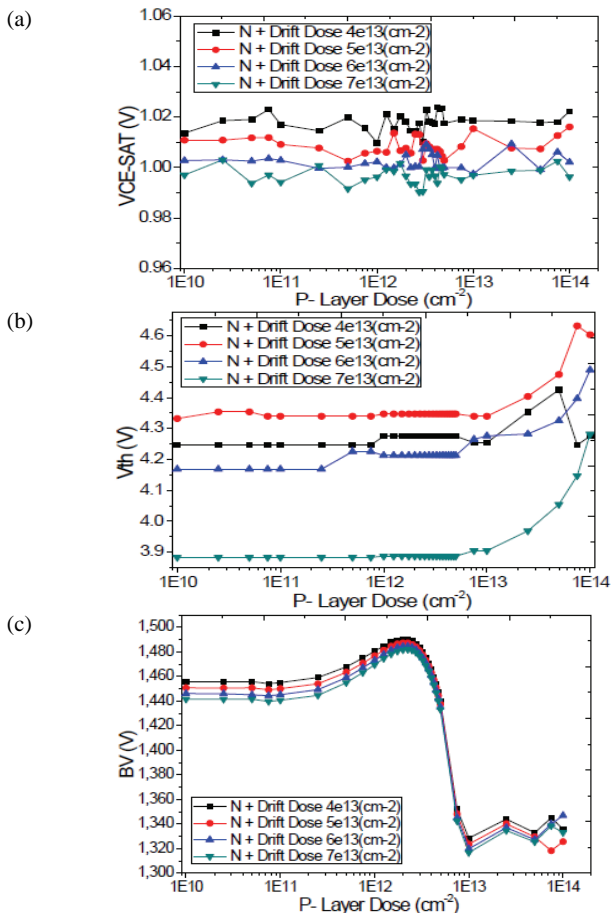 (a)
1.06
1.04
1.02
1.00
0.98
0.96
VCE-SAT (V)
N + Drift Dose 4e13(cm-2)
N + Drift Dose 5e13(cm-2)
N + Drift Dose 6e13(cm-2)
N + Drift Dose 7e13(cm-2)
1E10 1E11 1E12 1E13 1E14
P- Layer Dose (cm-2)
(b)
4.6
4.5
4.3
4.2
4.1
3.9
Vth (V)
N + Drift Dose 4e13(cm-2)
N + Drift Dose 5e13(cm-2)
N + Drift Dose 6e13(cm-2)
N + Drift Dose 7e13(cm-2)
1E10 1E11 1E12 1E13 1E14
P- Layer Dose (cm-2)
(c)
1,500
1,480
1,460
1,440
1,420
1,400
1,380
1,360
1,340
1,320
1,300
BV (V)
N + Drift Dose 4e13(cm-2)
N + Drift Dose 5e13(cm-2)
N + Drift Dose 6e13(cm-2)
N + Drift Dose 7e13(cm-2)
1E10 1E11 1E12 1E13 1E14
P- Layer Dose (cm-2)